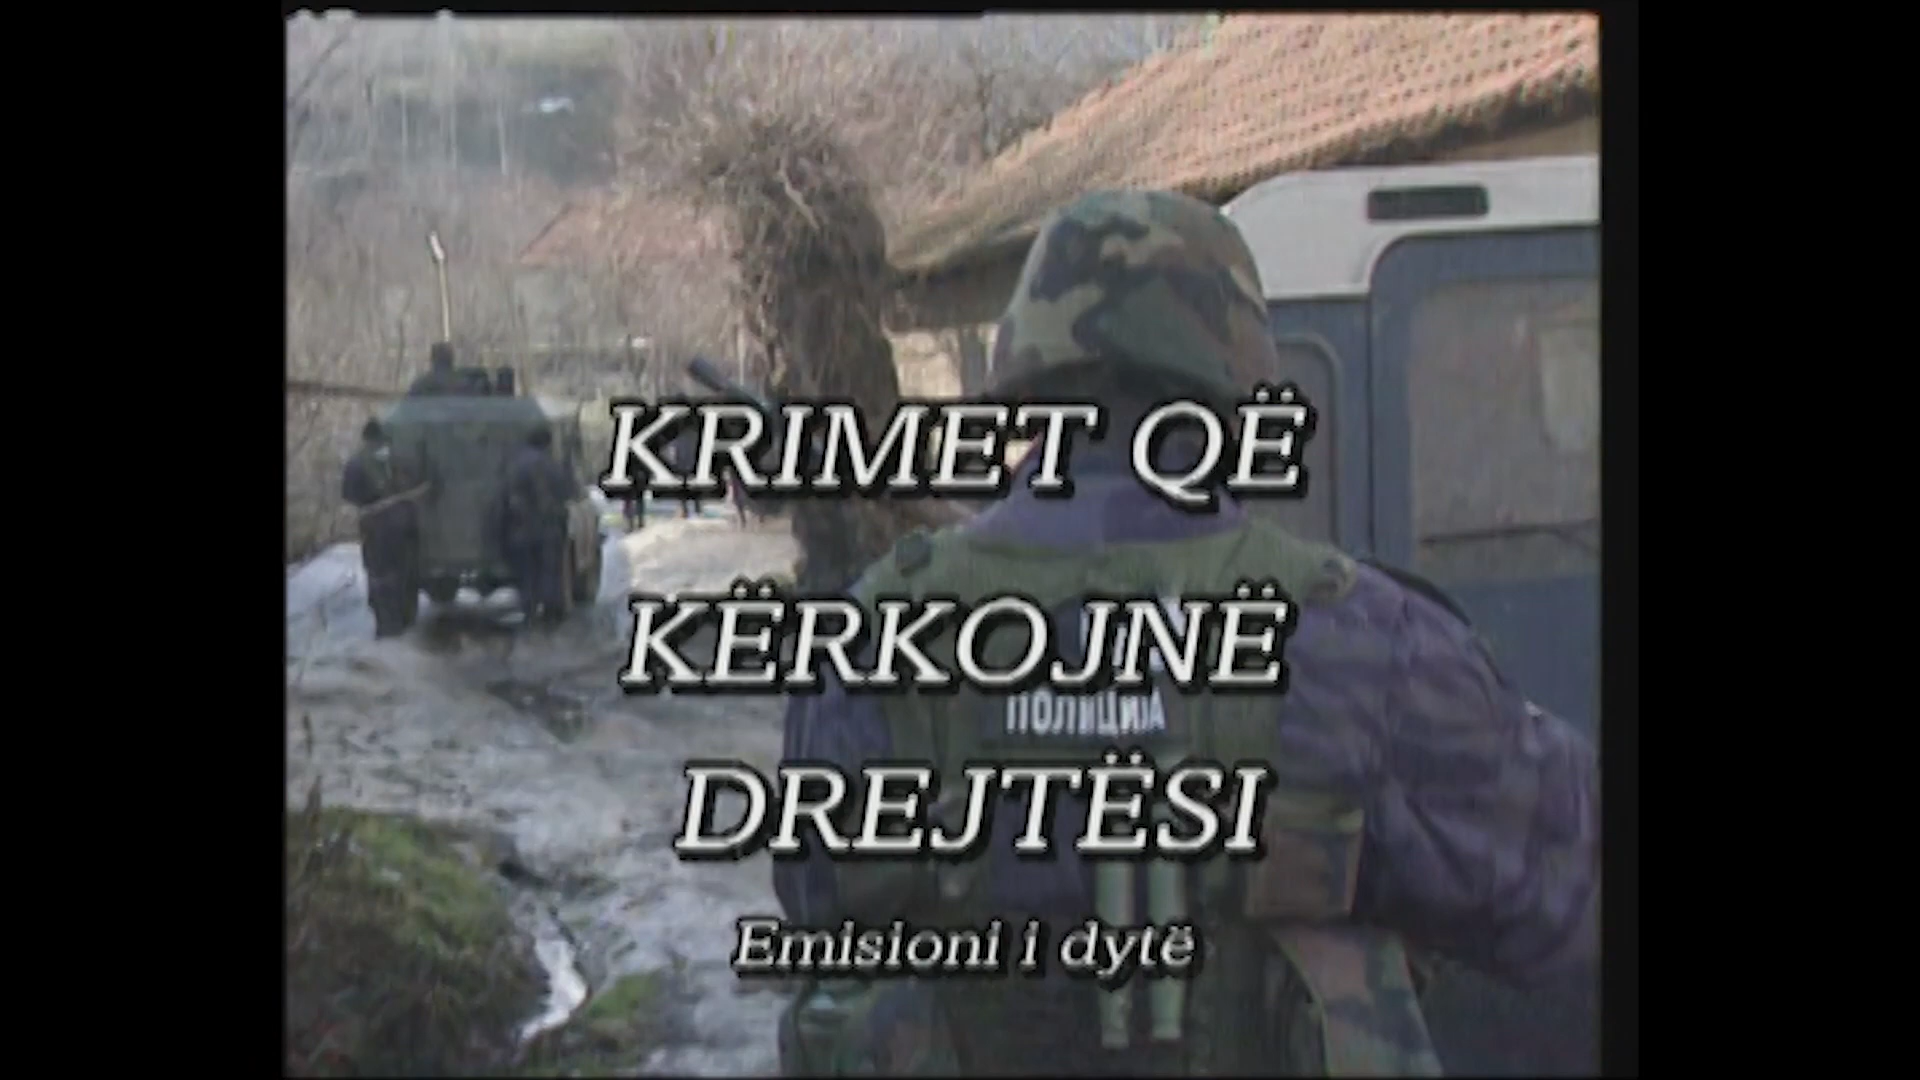 KRIMET QË
KËRKOJNË
ПОЛИЦИЈА
DREJTËSI
Emisioni i dytë